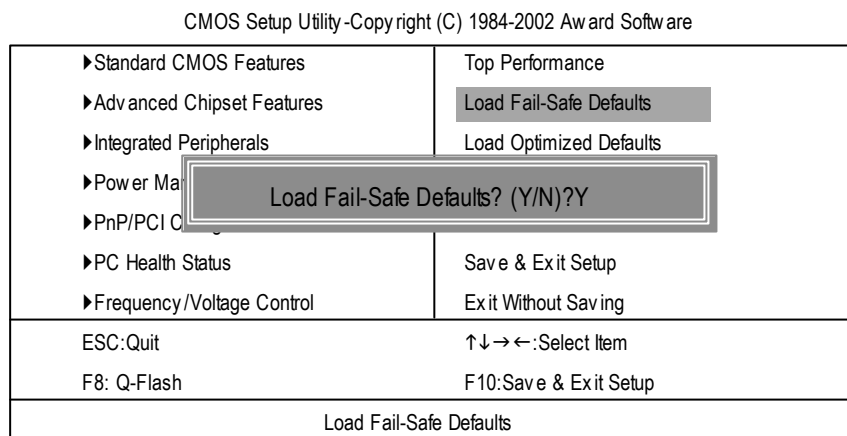 CMOS Setup Utility-Copyright (C) 1984-2002 Award Software
▶Standard CMOS Features Top Performance
▶Advanced Chipset Features Load Fail-Safe Defaults
▶Integrated Peripherals Load Optimized Defaults
▶Power Ma
Load Fail-Safe Defaults? (Y/N)?Y
▶PnP/PCI C
▶PC Health Status Save & Exit Setup
▶Frequency/Voltage Control Exit Without Saving
ESC:Quit ↑↓→←:Select Item
F8: Q-Flash F10:Save & Exit Setup
Load Fail-Safe Defaults